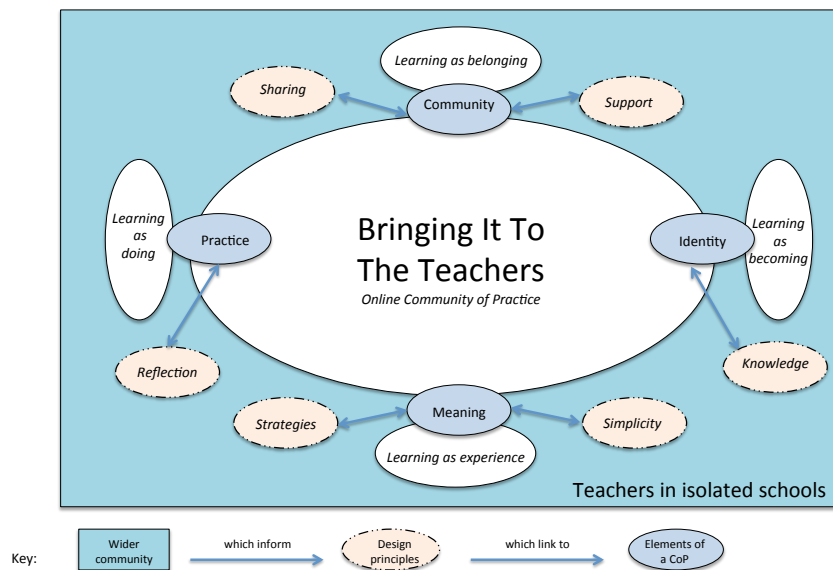 Learning as belonging
Sharing
Community
Support
Learning
as
doing
Practice
Bringing It To
The Teachers
Online Community of Practice
Identity
Learning
as
becoming
Reflection
Knowledge
Strategies
Meaning
Simplicity
Learning as experience
Teachers in isolated schools
Key:
Wider
community
which inform
Design
principles
which link to
Elements of
a CoP